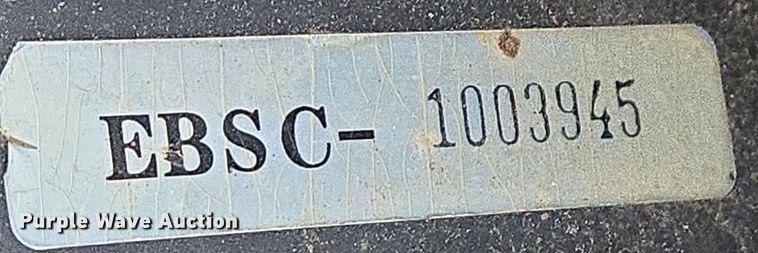 EBSC- 1003945
Purple Wave Auction